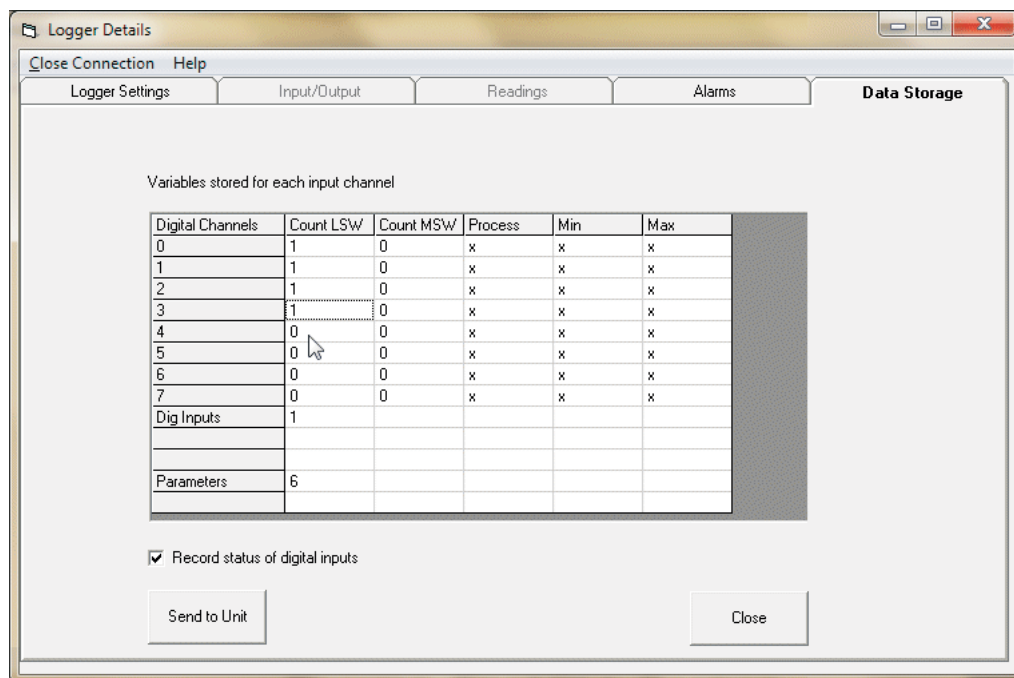 Logger Details
Close Connection Help
Logger Settings Input/Output Readings Alarms Data Storage
Variables stored for each input channel
Digital Channels Count LSW Count MSW Process Min Max
0 1 0 x x x
1 1 0 x x x
2 1 0 x x x
3 1 0 x x x
4 0 0 x x x
5 0 0 x x x
6 0 0 x x x
7 0 0 x x x
Dig Inputs 1
Parameters 6
Record status of digital inputs
Send to Unit Close